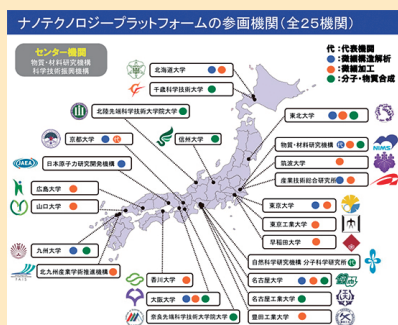 ナノテクノロジープラットフォームの参画機関(全25機関)
センター機関
物質・材料研究機構
科学技術振興機構
代：代表機関
：微細構造解析
：微細加工
：分子・物質合成
北海道大学
千歳科学技術大学
北陸先端科学技術大学院大学
東北大学
京都大学 代
信州大学
物質・材料研究機構 代
NIMS
JAEA
日本原子力研究開発機構
筑波大学
産業技術総合研究所
広島大学
山口大学
東京大学
東京工業大学
早稲田大学
九州大学
自然科学研究機構 分子科学研究所 代
FAIS
北九州産業学術推進機構
香川大学
名古屋大学
大阪大学
名古屋工業大学
奈良先端科学技術大学院大学
豊田工業大学